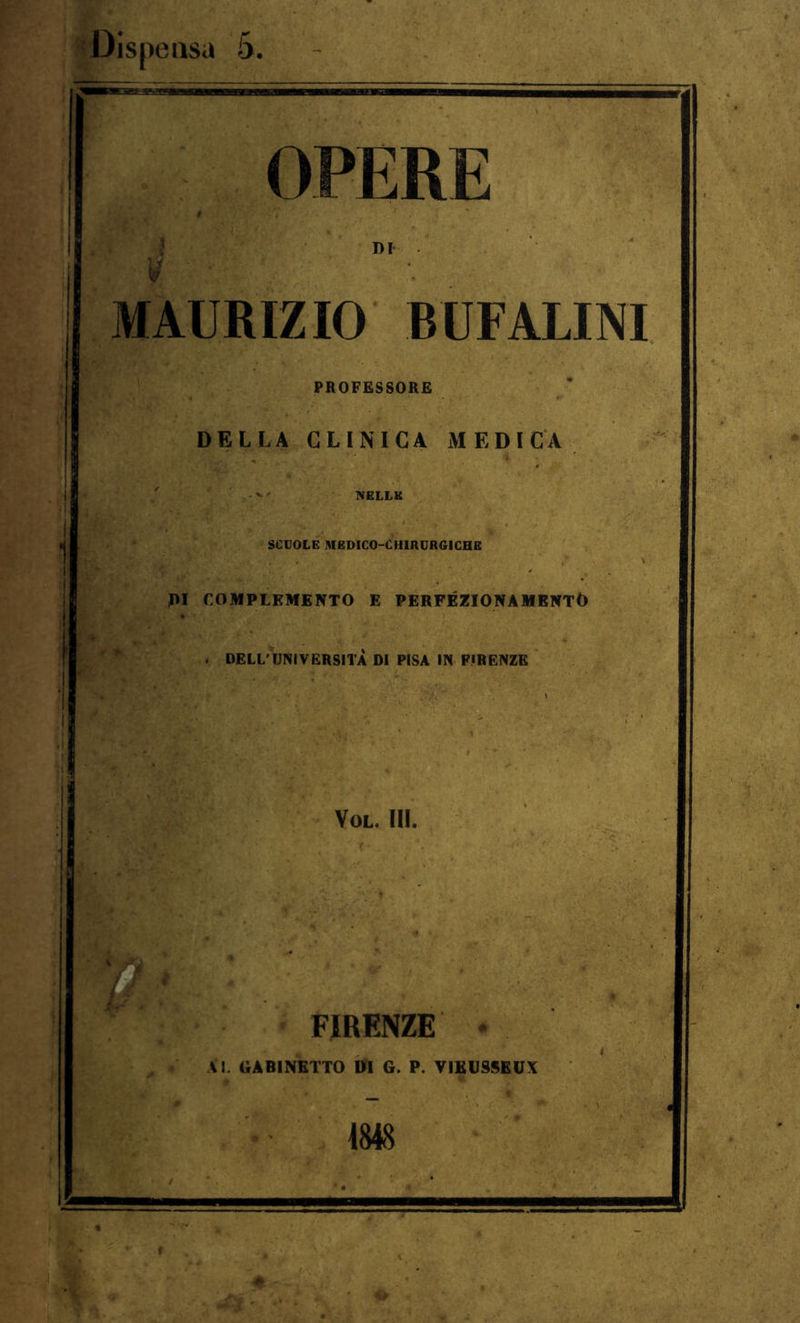 Dispensa 5.
OPERE
DI
MAURIZIO BUFALINI
PROFESSORE
DELLA CLINICA MEDICA
NELLE
SCUOLE MEDICO-CHIRURGICHE
DI COMPLEMENTO E PERFEZIONAMENTO
DELL'UNIVERSITÀ DI PISA IN FIRENZE
VOL. III.
FIRENZE
AL GABINETTO DI G. P. VIEUSSEUX
1848